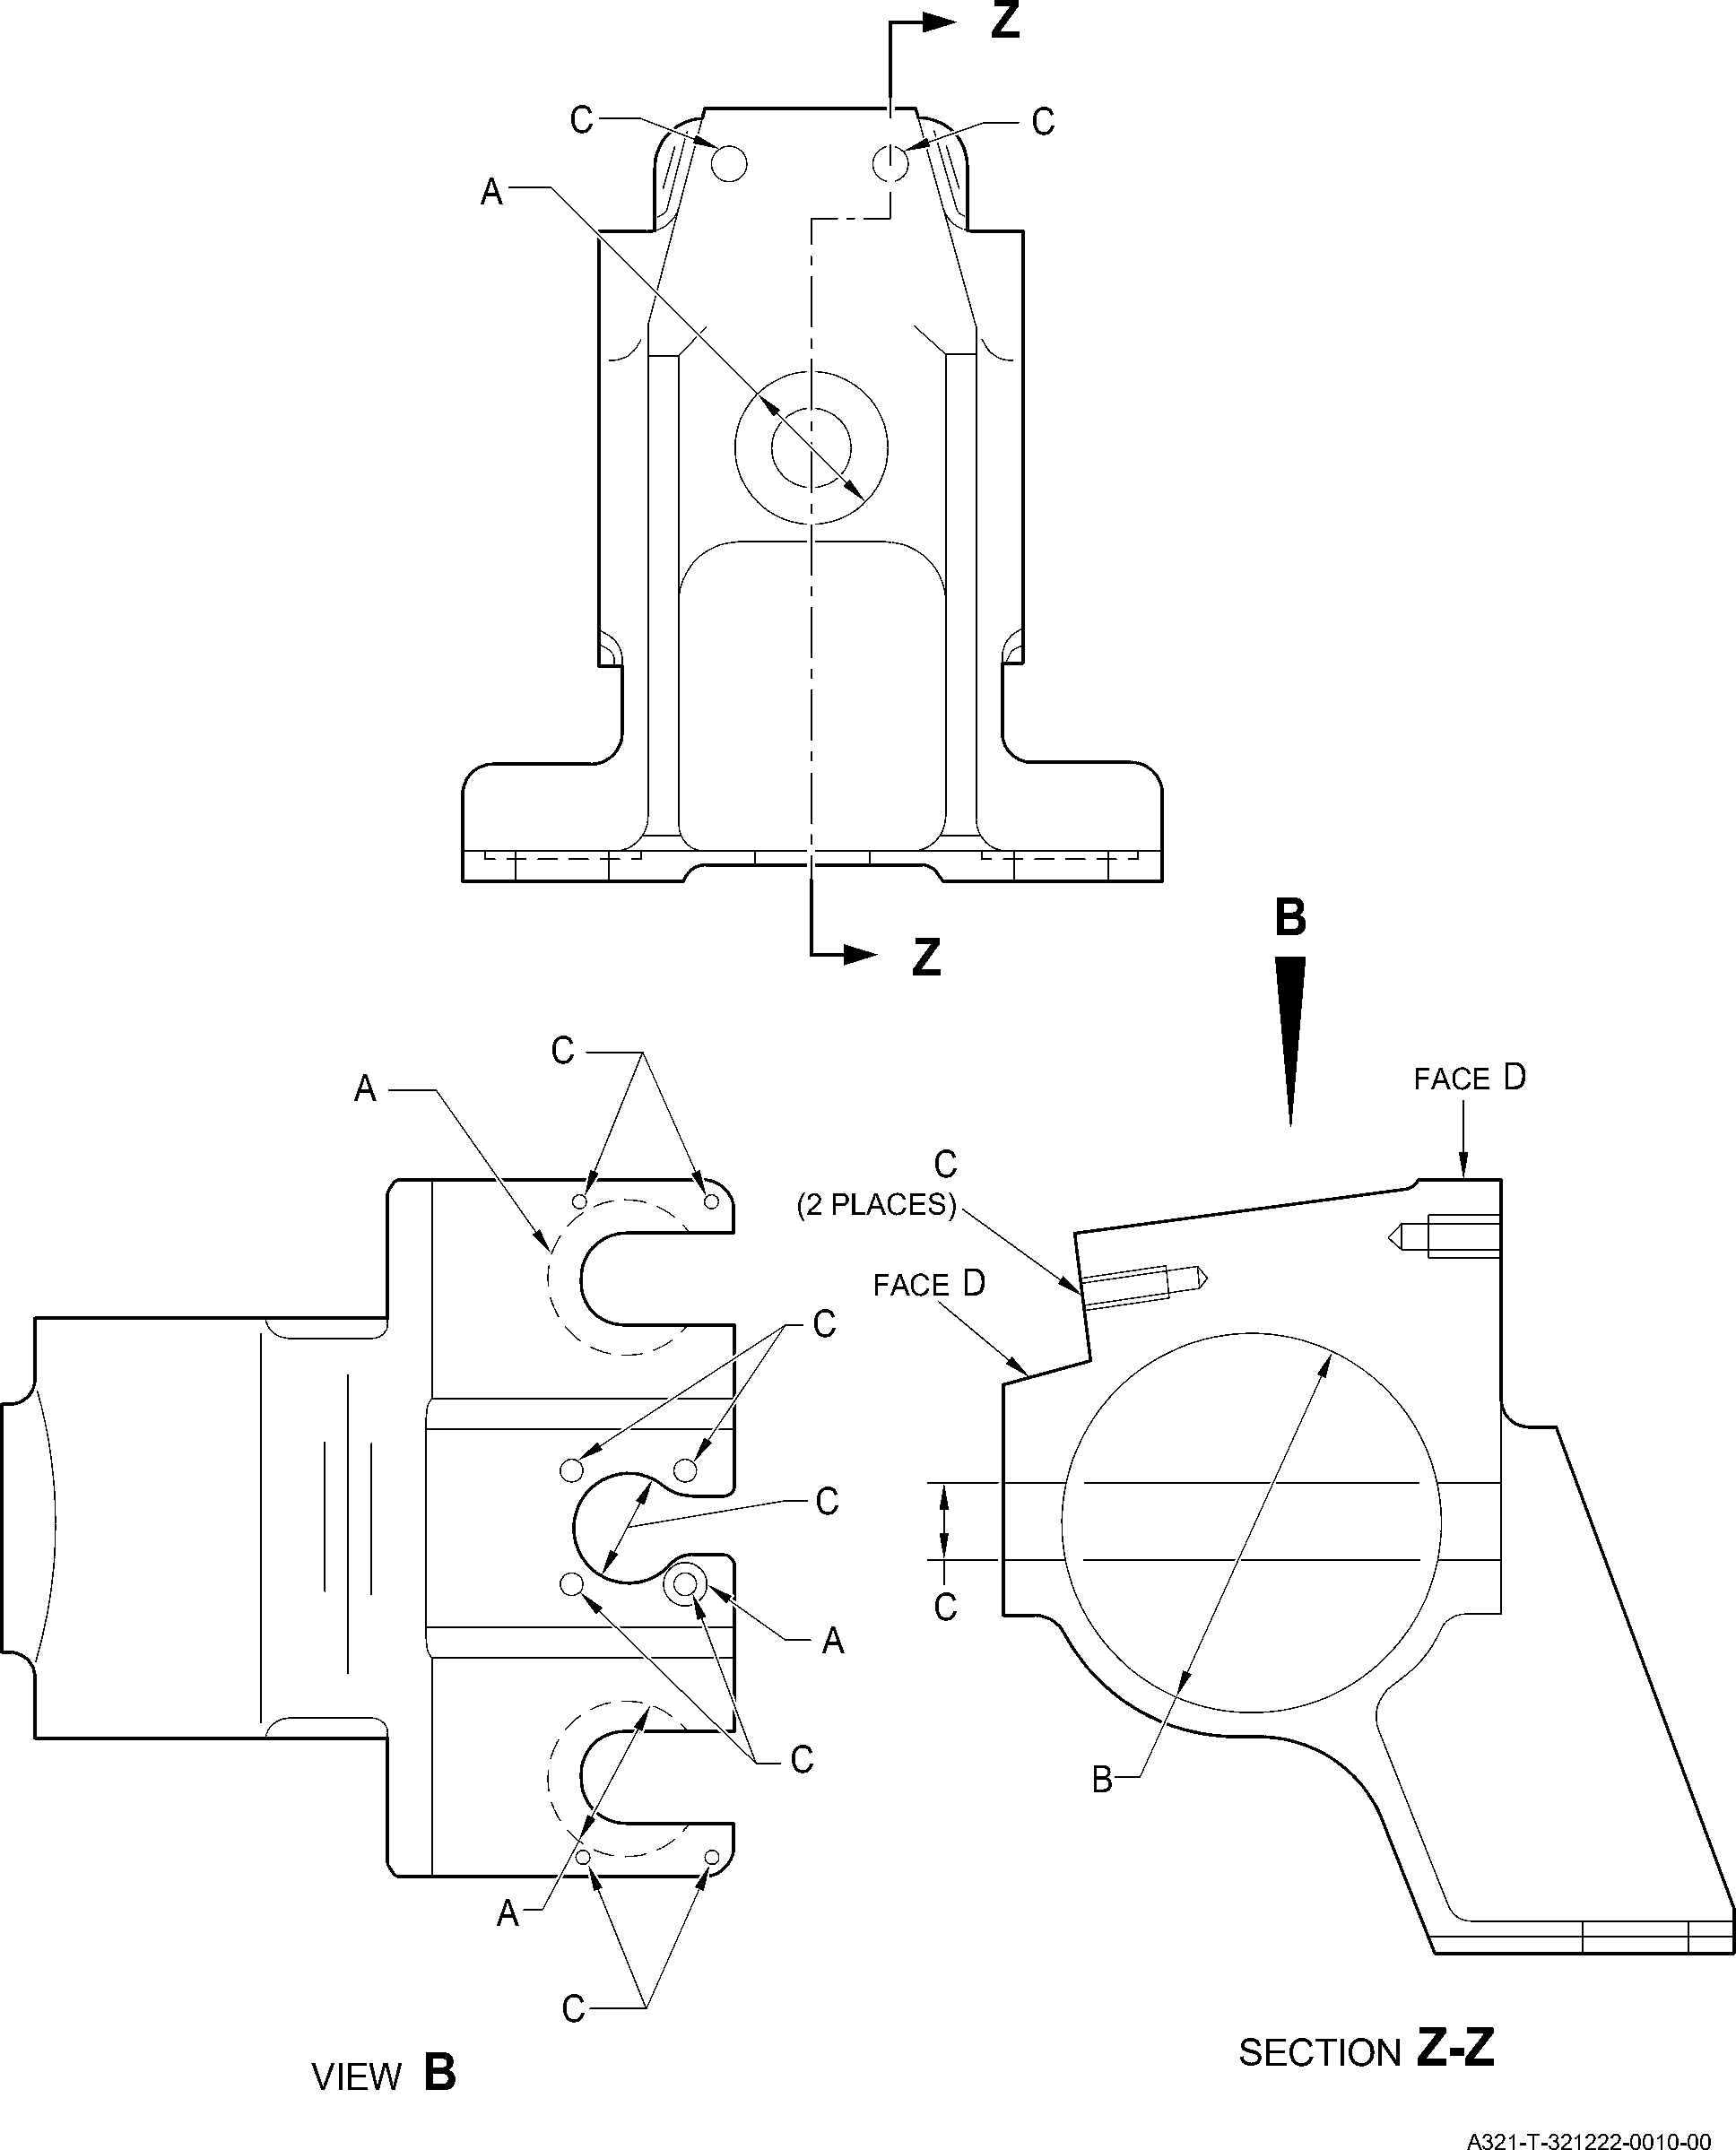 Z
C
C
A
Z
B
C
A
FACE D
C
(2 PLACES)
FACE D
C
C
C
A
C
B
A
C
VIEW B
SECTION Z-Z
A321-T-321222-0010-00